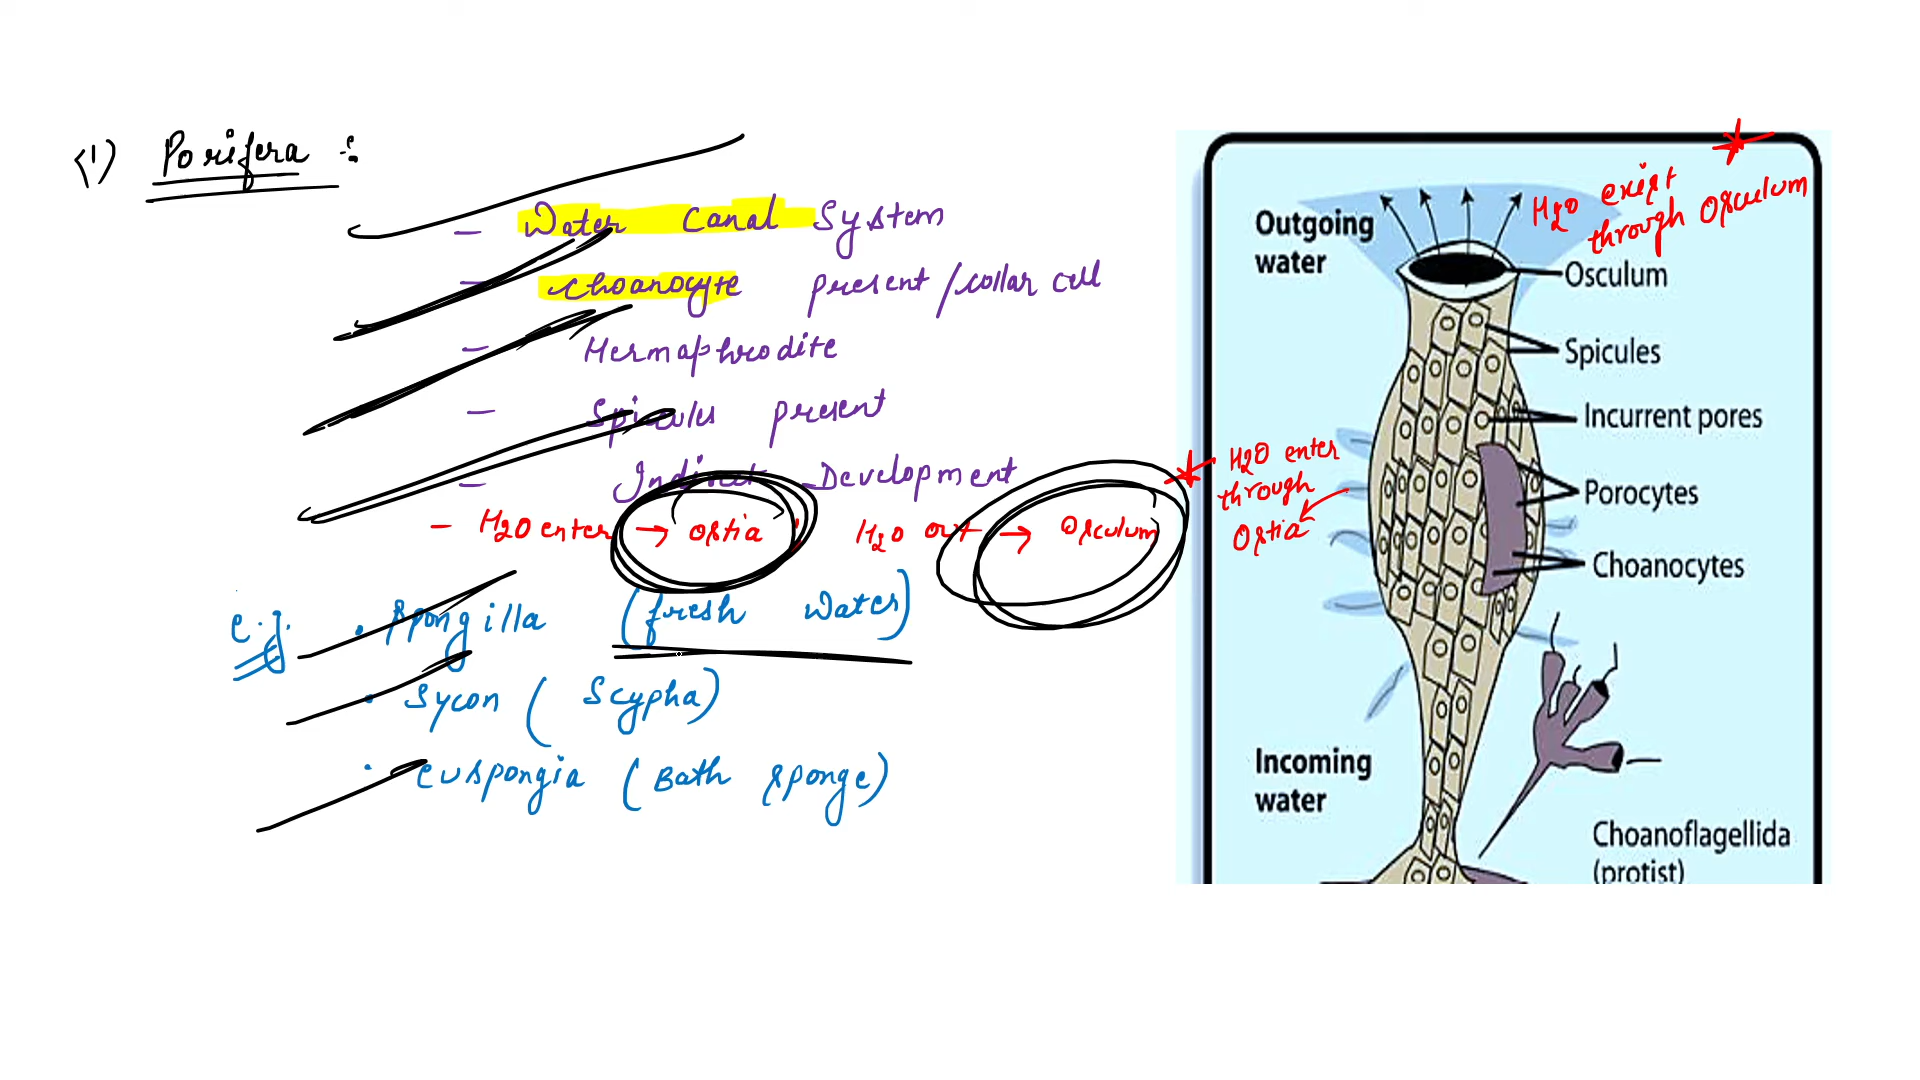 (1) Porifera :
- Water Canal System
- Choanocyte present / collar cell
- Hermaphrodite
- Spicules present
- Indirect Development
- H2O enter → Ostia, H2O out → Osculum
e.g. • Spongilla (fresh Water)
• Sycon ( Scypha)
• Euspongia (Bath sponge)
Outgoing
water
H2O exist
through Osculum
Osculum
Spicules
Incurrent pores
H2O enter
through
Ostia
Porocytes
Choanocytes
Incoming
water
Choanoflagellida
(protist)